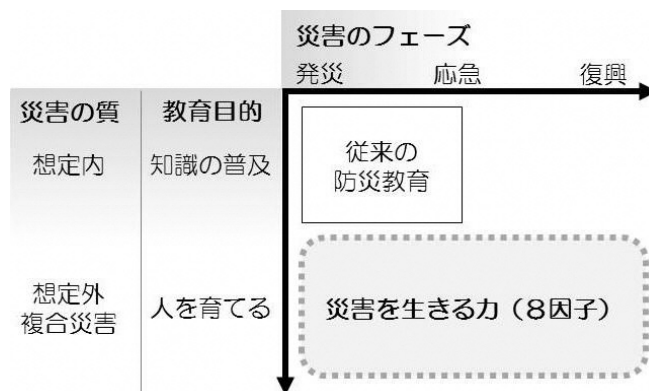 災害のフェーズ
発災 応急 復興
災害の質 教育目的
想定内 知識の普及
従来の
防災教育
想定外
複合災害
人を育てる
災害を生きる力（８因子）